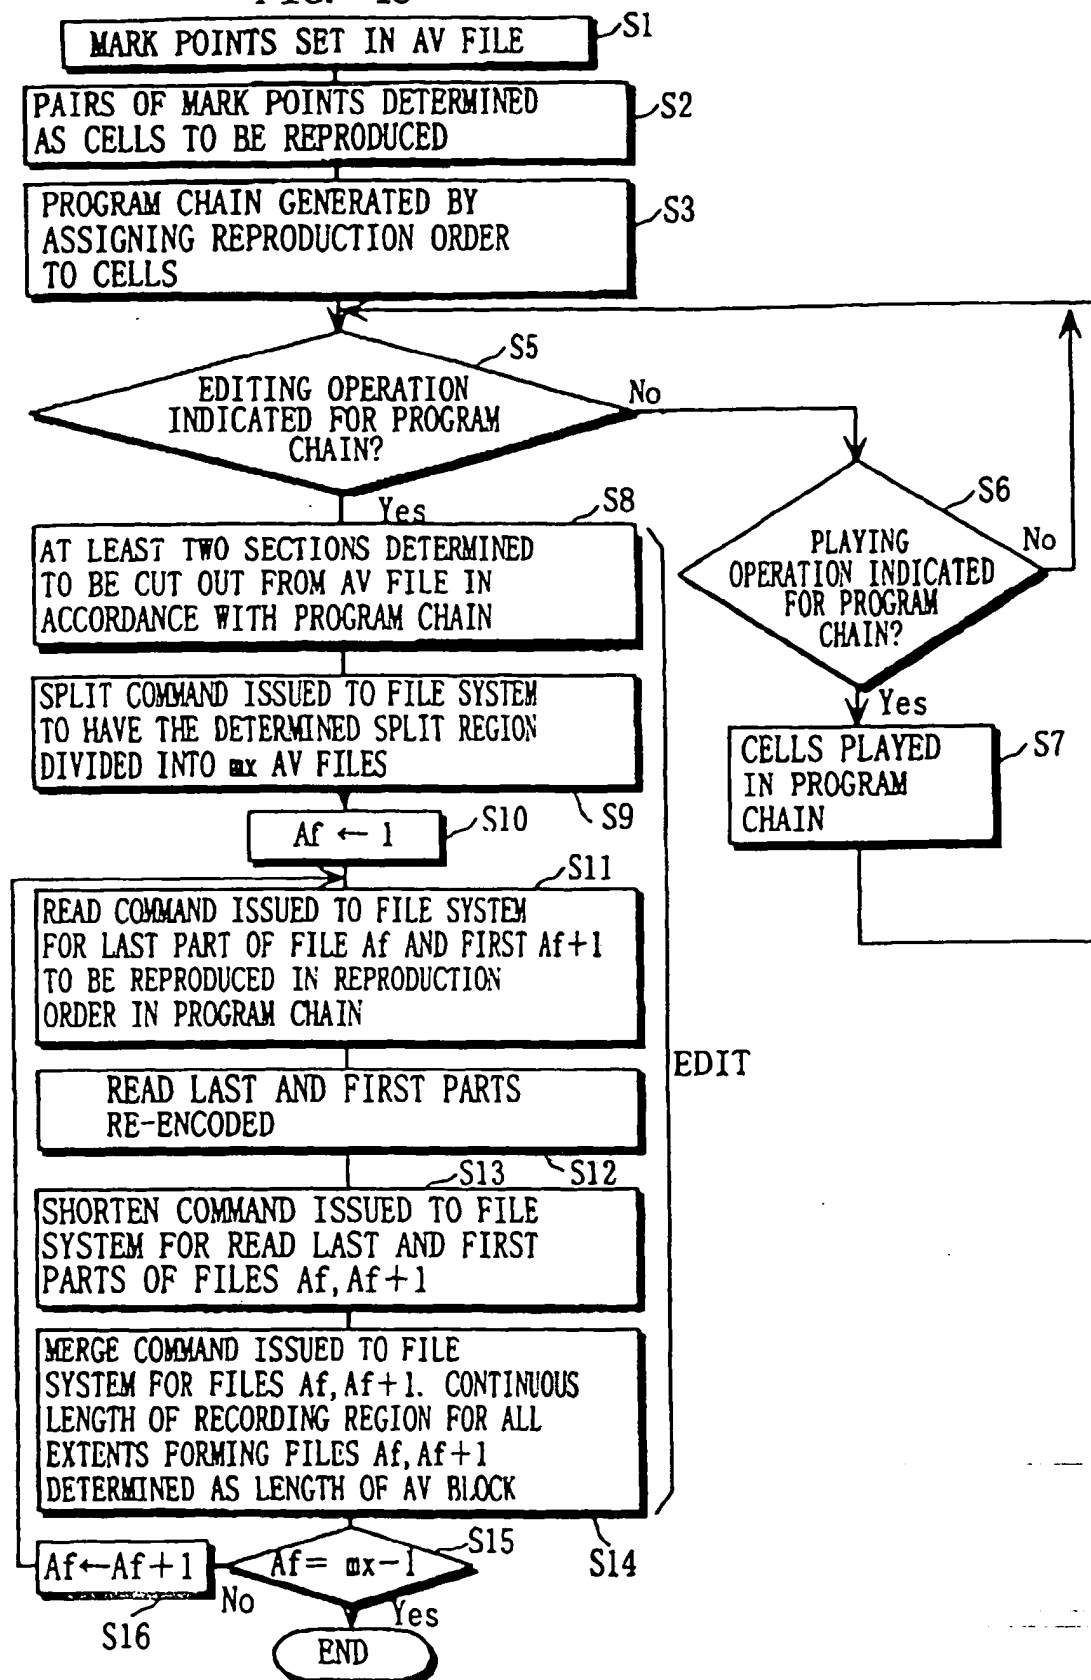 MARK POINTS SET IN AV FILE
S1
PAIRS OF MARK POINTS DETERMINED
AS CELLS TO BE REPRODUCED
S2
PROGRAM CHAIN GENERATED BY
ASSIGNING REPRODUCTION ORDER
TO CELLS
S3
S5
EDITING OPERATION
INDICATED FOR PROGRAM
CHAIN?
No
Yes
S6
PLAYING
OPERATION INDICATED
FOR PROGRAM
CHAIN?
No
Yes
CELLS PLAYED
IN PROGRAM
CHAIN
S7
S8
AT LEAST TWO SECTIONS DETERMINED
TO BE CUT OUT FROM AV FILE IN
ACCORDANCE WITH PROGRAM CHAIN
SPLIT COMMAND ISSUED TO FILE SYSTEM
TO HAVE THE DETERMINED SPLIT REGION
DIVIDED INTO mx AV FILES
S9
Af ← 1
S10
S11
READ COMMAND ISSUED TO FILE SYSTEM
FOR LAST PART OF FILE Af AND FIRST Af+1
TO BE REPRODUCED IN REPRODUCTION
ORDER IN PROGRAM CHAIN
EDIT
READ LAST AND FIRST PARTS
RE-ENCODED
S12
S13
SHORTEN COMMAND ISSUED TO FILE
SYSTEM FOR READ LAST AND FIRST
PARTS OF FILES Af, Af+1
MERGE COMMAND ISSUED TO FILE
SYSTEM FOR FILES Af, Af+1. CONTINUOUS
LENGTH OF RECORDING REGION FOR ALL
EXTENTS FORMING FILES Af, Af+1
DETERMINED AS LENGTH OF AV BLOCK
S14
Af= mx-1
S15
Af←Af+1
No
S16
Yes
END